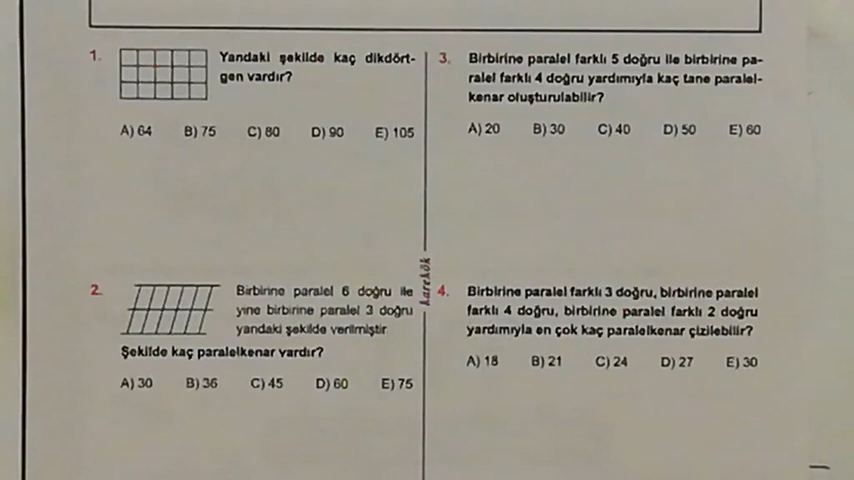 1. Yandaki şekilde kaç dikdört-
gen vardır?
A) 64 B) 75 C) 80 D) 90 E) 105
2. Birbirine paralel 6 doğru ile
yine birbirine paralel 3 doğru
yandaki şekilde verilmiştir
Şekilde kaç paralelkenar vardır?
A) 30 B) 36 C) 45 D) 60 E) 75
karekök
3. Birbirine paralel farklı 5 doğru ile birbirine pa-
ralel farklı 4 doğru yardımıyla kaç tane paralel-
kenar oluşturulabilir?
A) 20 B) 30 C) 40 D) 50 E) 60
4. Birbirine paralel farklı 3 doğru, birbirine paralel
farklı 4 doğru, birbirine paralel farklı 2 doğru
yardımıyla en çok kaç paralelkenar çizilebilir?
A) 18 B) 21 C) 24 D) 27 E) 30